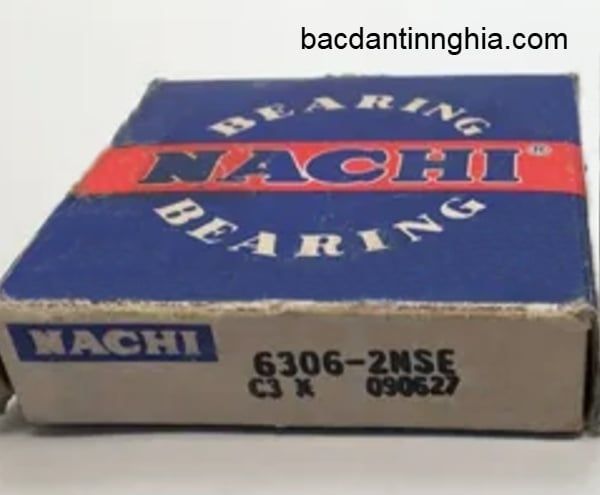 bacdantinnghia.com
BEARING
NACHI®
BEARING
NACHI
6306-2NSE
C3 X 090627